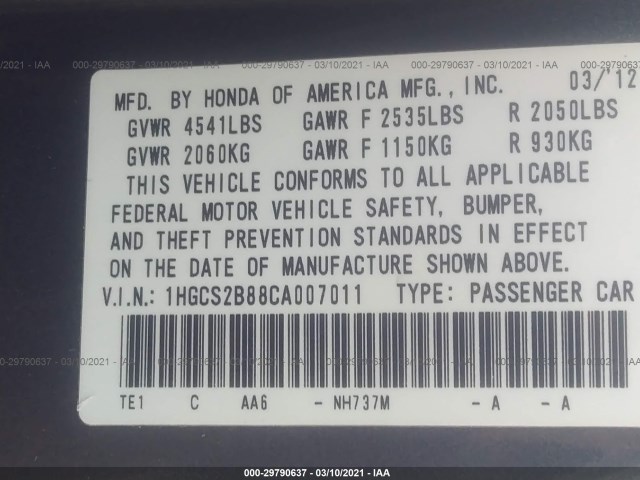 000-29790637 - 03/10/2021 - IAA
MFD. BY HONDA OF AMERICA MFG., INC. 03/'12
GVWR 4541LBS GAWR F 2535LBS R 2050LBS
GVWR 2060KG GAWR F 1150KG R 930KG
THIS VEHICLE CONFORMS TO ALL APPLICABLE
FEDERAL MOTOR VEHICLE SAFETY, BUMPER,
AND THEFT PREVENTION STANDARDS IN EFFECT
ON THE DATE OF MANUFACTURE SHOWN ABOVE.
V.I.N.: 1HGCS2B88CA007011 TYPE: PASSENGER CAR
TE1 C AA6 - NH737M - A - A
000-29790637 - 03/10/2021 - IAA